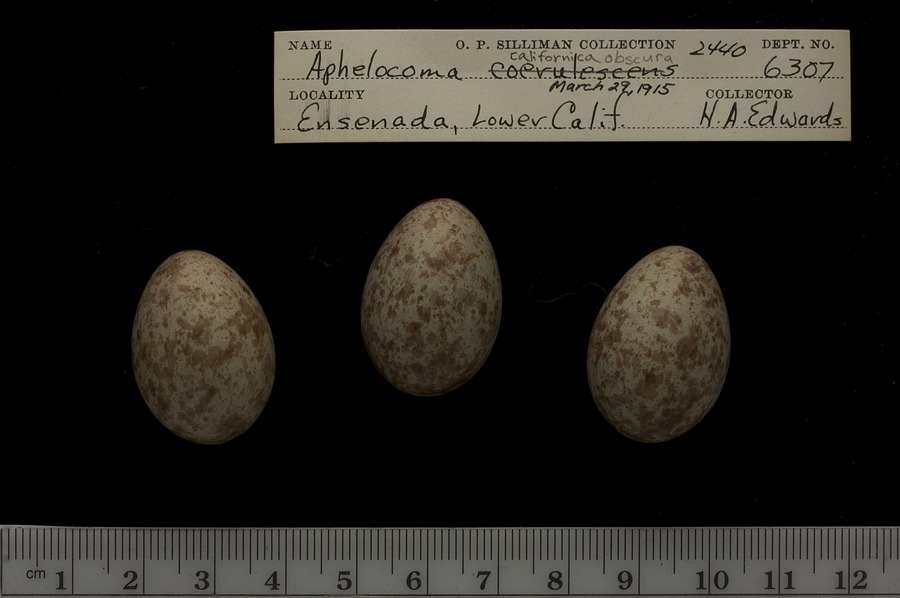 NAME O. P. SILLIMAN COLLECTION 2440 DEPT. NO.
californica obscura
Aphelocoma coerulescens 6307
LOCALITY March 29, 1915 COLLECTOR
Ensenada, Lower Calif. H. A. Edwards
cm 1 2 3 4 5 6 7 8 9 10 11 12